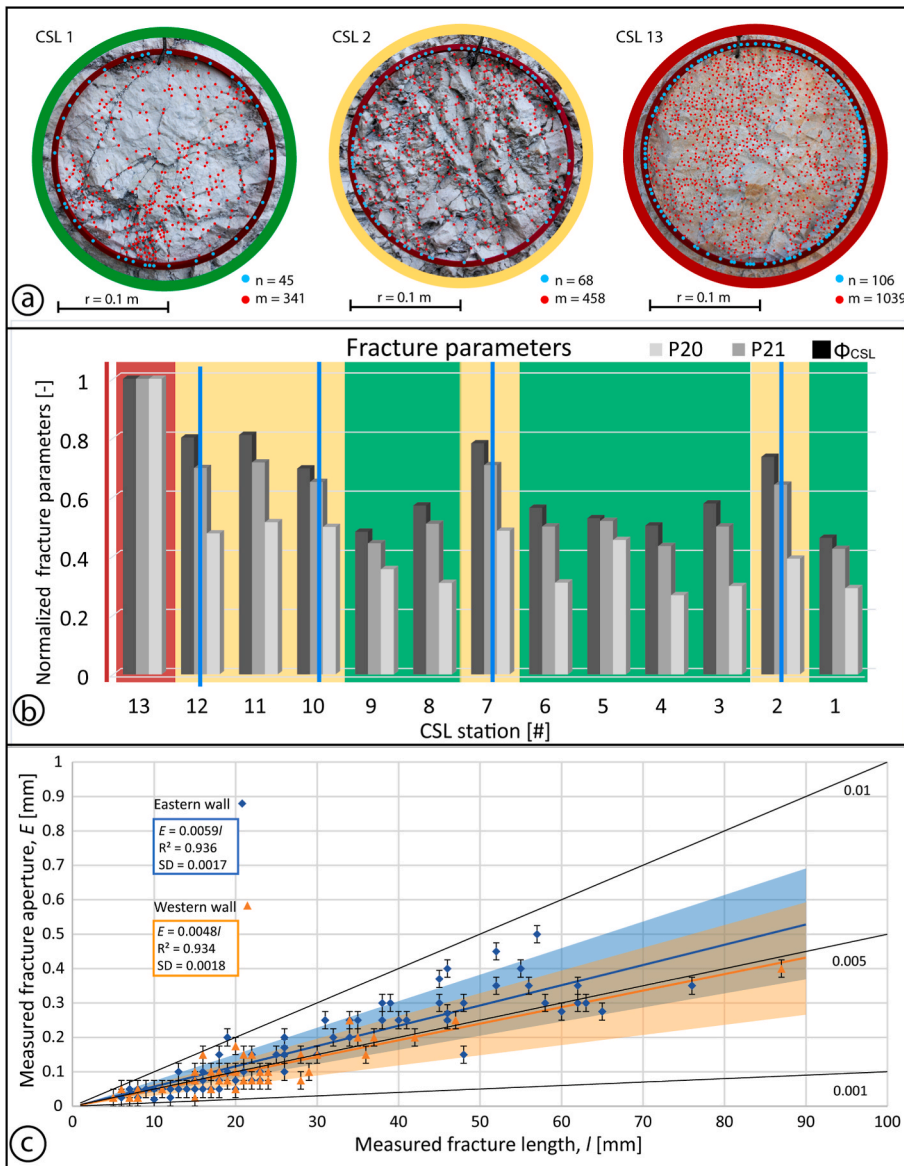 CSL 1
CSL 2
CSL 13
n = 45
m = 341
n = 68
m = 458
n = 106
m = 1039
r = 0.1 m
r = 0.1 m
r = 0.1 m
a
Fracture parameters
P20
P21
ΦCSL
Normalized fracture parameters [-]
1
0.8
0.6
0.4
0.2
0
13 12 11 10 9 8 7 6 5 4 3 2 1
CSL station [#]
b
Measured fracture aperture, E [mm]
1
0.9
0.8
0.7
0.6
0.5
0.4
0.3
0.2
0.1
0
Eastern wall
E = 0.0059l
R² = 0.936
SD = 0.0017
Western wall
E = 0.0048l
R² = 0.934
SD = 0.0018
0.01
0.005
0.001
0 10 20 30 40 50 60 70 80 90 100
Measured fracture length, l [mm]
c